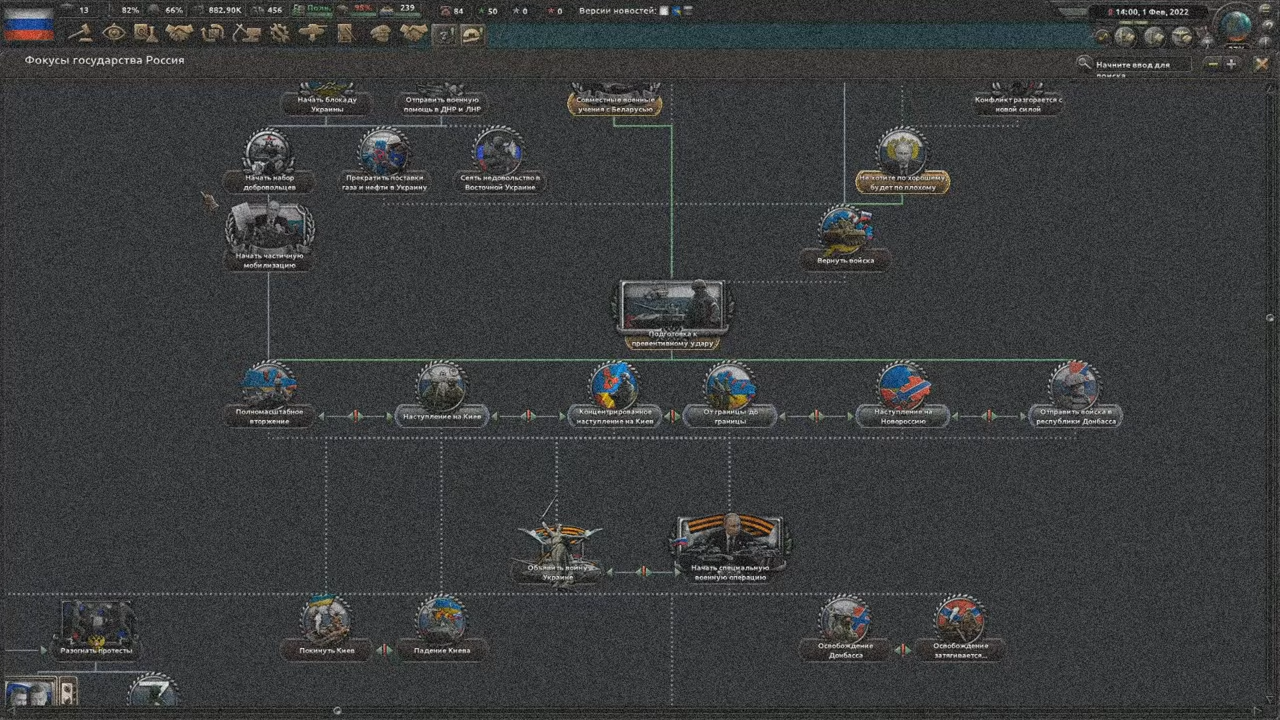 13 82% 66% 882.90K 456 Полн. 95% 239 84 50 0 0 Версии новостей: 14:00, 1 Фев, 2022
Фокусы государства Россия
Начните ввод для
поиска
Начать блокаду
Украины
Отправить военную
помощь в ДНР и ЛНР
Совместные военные
учения с Беларусью
Конфликт разгорается с
новой силой
Начать набор
добровольцев
Прекратить поставки
газа и нефти в Украину
Сеять недовольство в
Восточной Украине
Не хотите по хорошему
будет по плохому
Начать частичную
мобилизацию
Вернуть войска
Подготовка к
превентивному удару
Полномасштабное
вторжение
Наступление на Киев
Концентрированное
наступление на Киев
От границы до
границы
Наступление на
Новороссию
Отправить войска в
республики Донбасса
Объявить войну
Украине
Начать специальную
военную операцию
Разогнать протесты
Покинуть Киев
Падение Киева
Освобождение
Донбасса
Освобождение
затягивается...